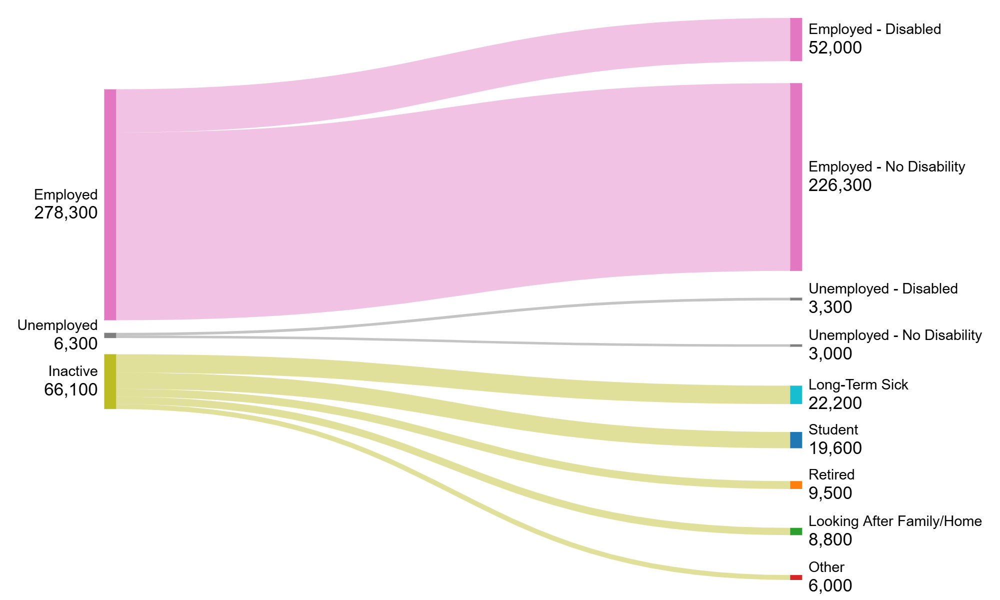 Employed
278,300
Unemployed
6,300
Inactive
66,100
Employed - Disabled
52,000
Employed - No Disability
226,300
Unemployed - Disabled
3,300
Unemployed - No Disability
3,000
Long-Term Sick
22,200
Student
19,600
Retired
9,500
Looking After Family/Home
8,800
Other
6,000